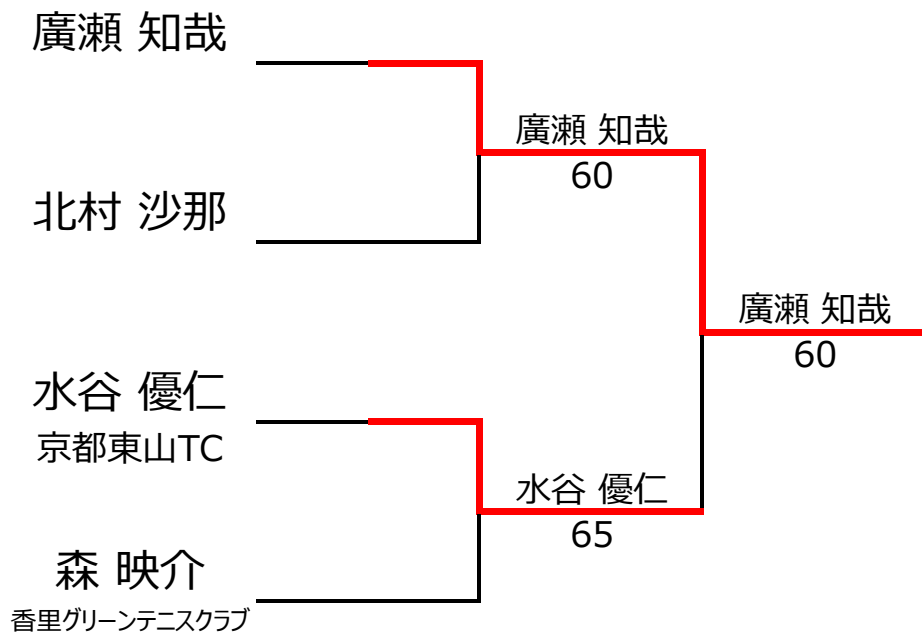 廣瀬 知哉
北村 沙那
水谷 優仁
京都東山TC
森 映介
香里グリーンテニスクラブ
廣瀬 知哉
60
水谷 優仁
65
廣瀬 知哉
60